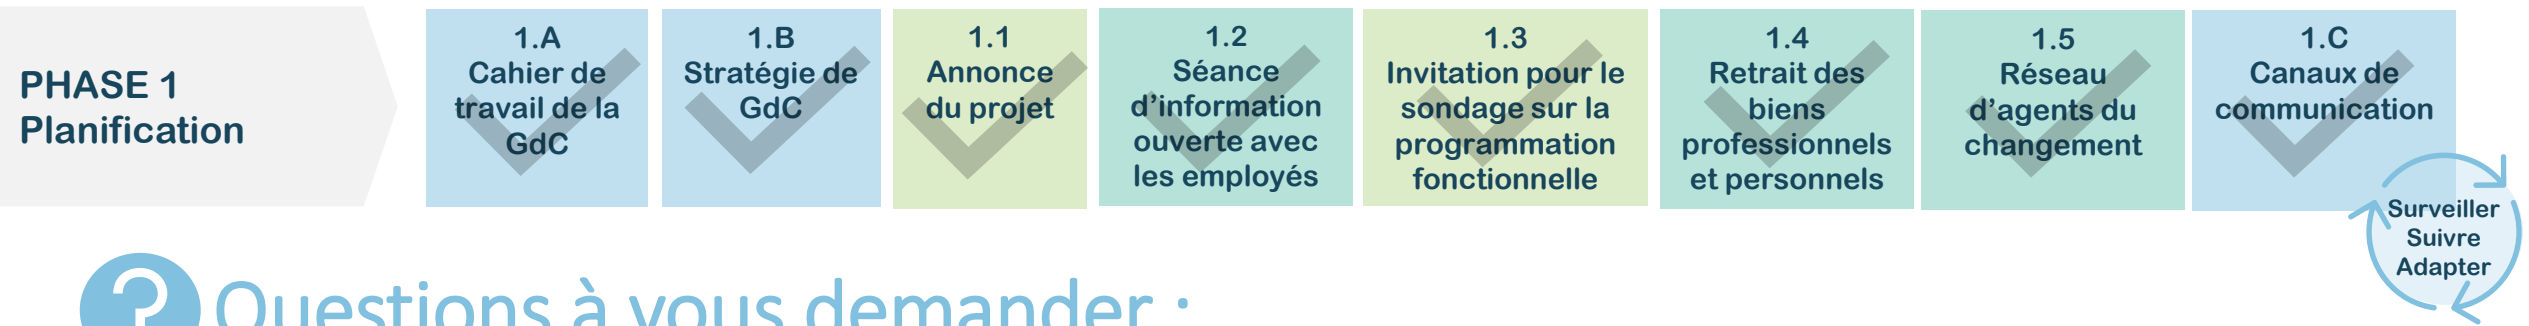 PHASE 1
Planification
1.A
Cahier de
travail de la
GdC
1.B
Stratégie de
GdC
1.1
Annonce
du projet
1.2
Séance
d’information
ouverte avec
les employés
1.3
Invitation pour le
sondage sur la
programmation
fonctionnelle
1.4
Retrait des
biens
professionnels
et personnels
1.5
Réseau
d’agents du
changement
1.C
Canaux de
communication
Surveiller
Suivre
Adapter
? Questions à vous demander :